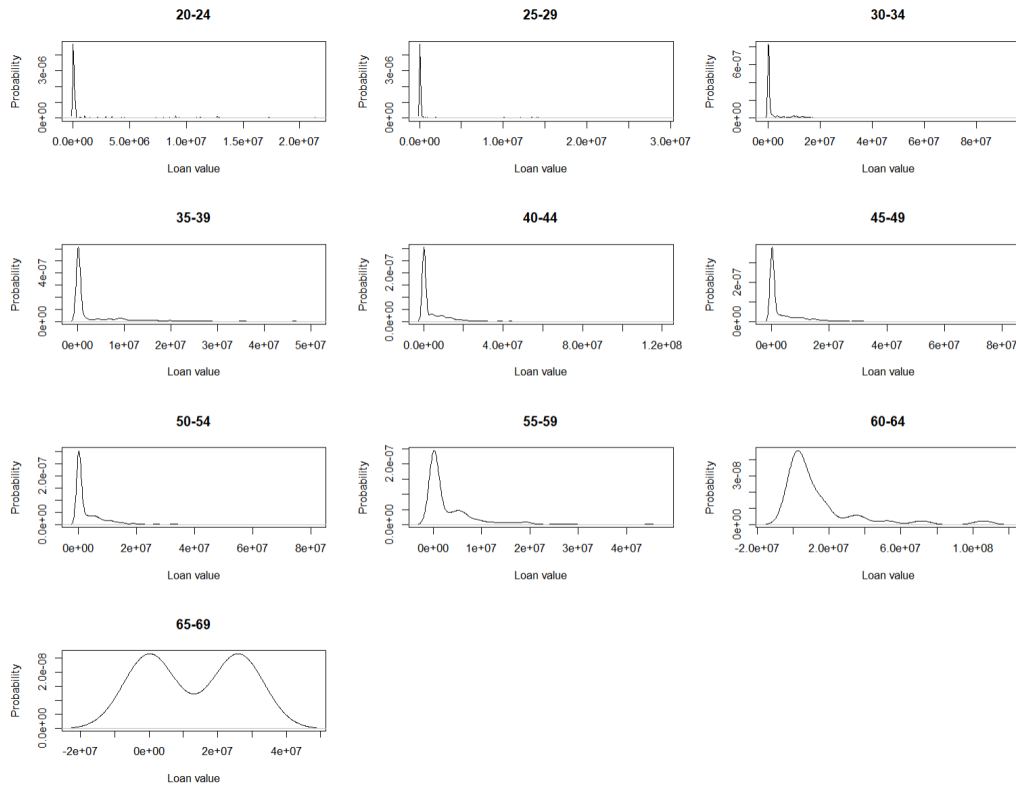 20-24
Probability
3e-06
0e+00
0.0e+00 5.0e+06 1.0e+07 1.5e+07 2.0e+07
Loan value
25-29
Probability
3e-06
0e+00
0.0e+00 1.0e+07 2.0e+07 3.0e+07
Loan value
30-34
Probability
6e-07
0e+00
0e+00 2e+07 4e+07 6e+07 8e+07
Loan value
35-39
Probability
4e-07
0e+00
0e+00 1e+07 2e+07 3e+07 4e+07 5e+07
Loan value
40-44
Probability
2.0e-07
0.0e+00
0.0e+00 4.0e+07 8.0e+07 1.2e+08
Loan value
45-49
Probability
2e-07
0e+00
0e+00 2e+07 4e+07 6e+07 8e+07
Loan value
50-54
Probability
2.0e-07
0.0e+00
0e+00 2e+07 4e+07 6e+07 8e+07
Loan value
55-59
Probability
2.0e-07
0.0e+00
0e+00 1e+07 2e+07 3e+07 4e+07
Loan value
60-64
Probability
3e-08
0e+00
-2.0e+07 2.0e+07 6.0e+07 1.0e+08
Loan value
65-69
Probability
2.0e-08
0.0e+00
-2e+07 0e+00 2e+07 4e+07
Loan value